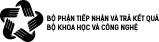 BỘ PHẬN TIẾP NHẬN VÀ TRẢ KẾT QUẢ
BỘ KHOA HỌC VÀ CÔNG NGHỆ